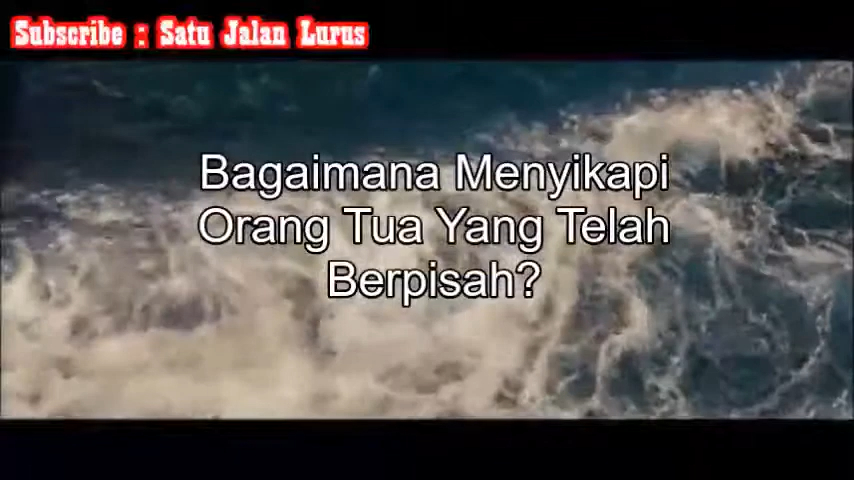 Subscribe : Satu Jalan Lurus
Bagaimana Menyikapi
Orang Tua Yang Telah
Berpisah?